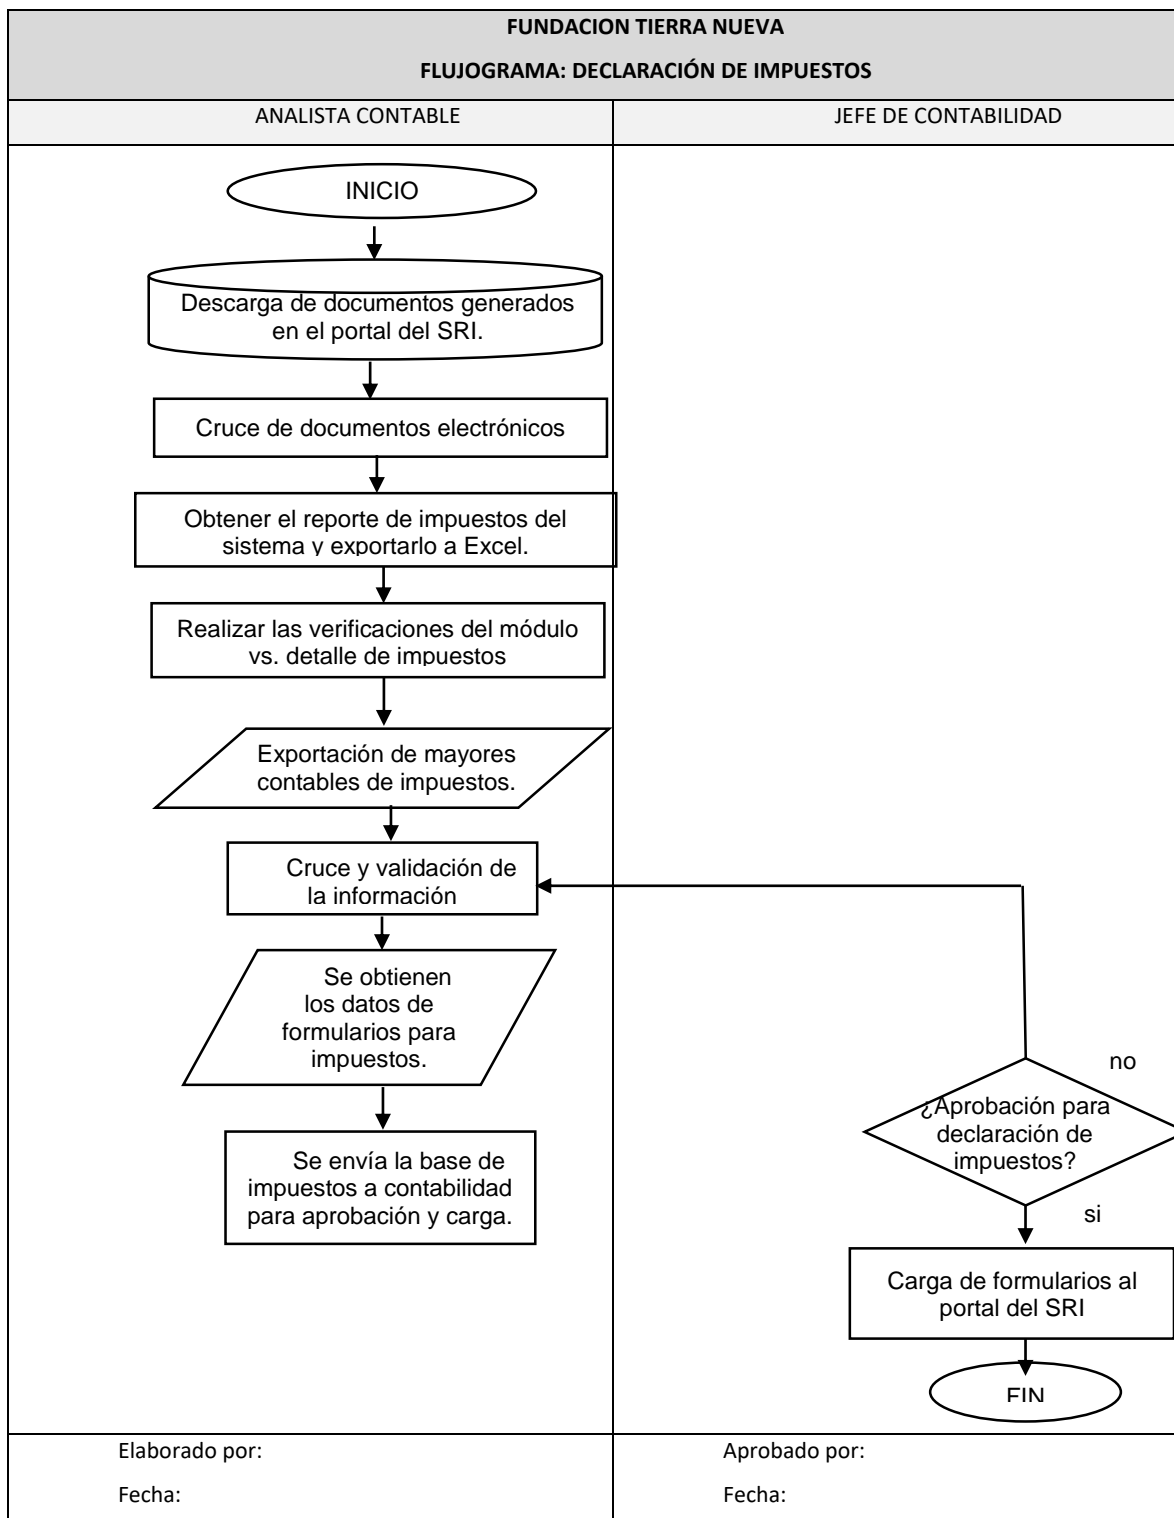 FUNDACION TIERRA NUEVA
FLUJOGRAMA: DECLARACIÓN DE IMPUESTOS
ANALISTA CONTABLE
JEFE DE CONTABILIDAD
INICIO
Descarga de documentos generados
en el portal del SRI.
Cruce de documentos electrónicos
Obtener el reporte de impuestos del
sistema y exportarlo a Excel.
Realizar las verificaciones del módulo
vs. detalle de impuestos
Exportación de mayores
contables de impuestos.
Cruce y validación de
la información
Se obtienen
los datos de
formularios para
impuestos.
Se envía la base de
impuestos a contabilidad
para aprobación y carga.
no
¿Aprobación para
declaración de
impuestos?
si
Carga de formularios al
portal del SRI
FIN
Elaborado por:
Fecha:
Aprobado por:
Fecha: